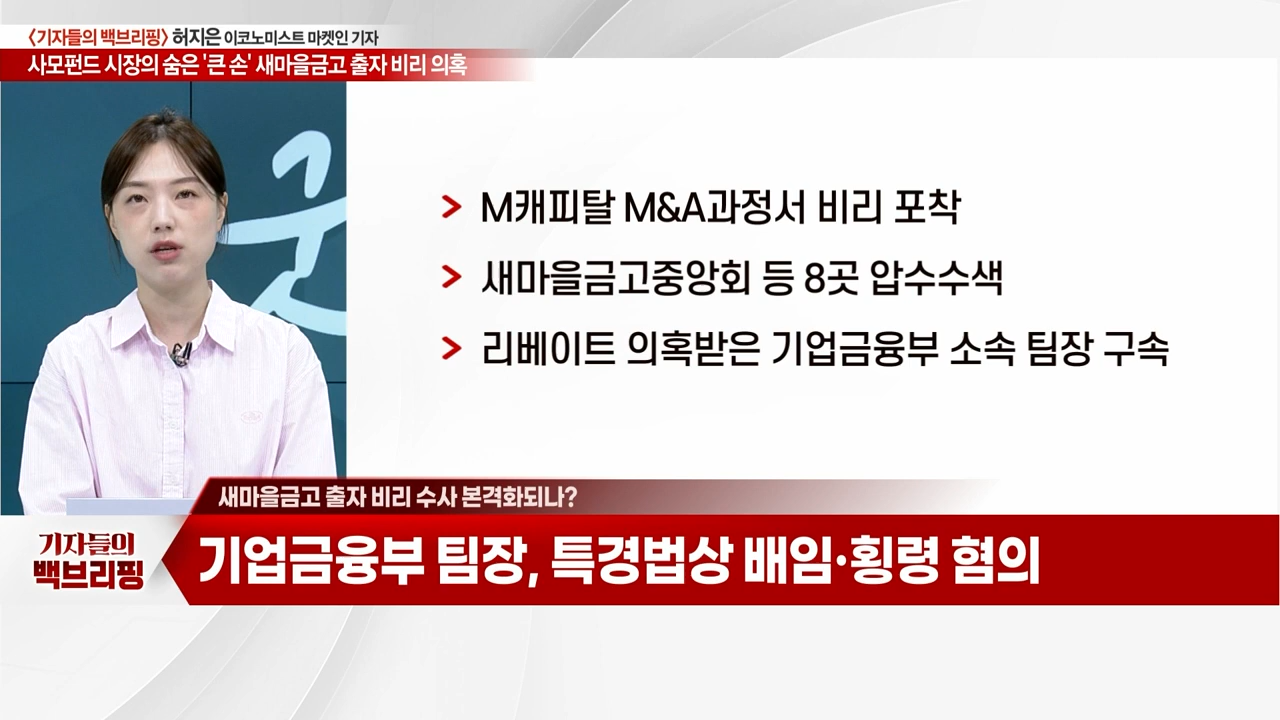 <기자들의 백브리핑> 허지은 이코노미스트 마켓인 기자
사모펀드 시장의 숨은 '큰 손' 새마을금고 출자 비리 의혹
> M캐피탈 M&A과정서 비리 포착
> 새마을금고중앙회 등 8곳 압수수색
> 리베이트 의혹받은 기업금융부 소속 팀장 구속
새마을금고 출자 비리 수사 본격화되나?
기자들의
백브리핑
기업금융부 팀장, 특경법상 배임·횡령 혐의